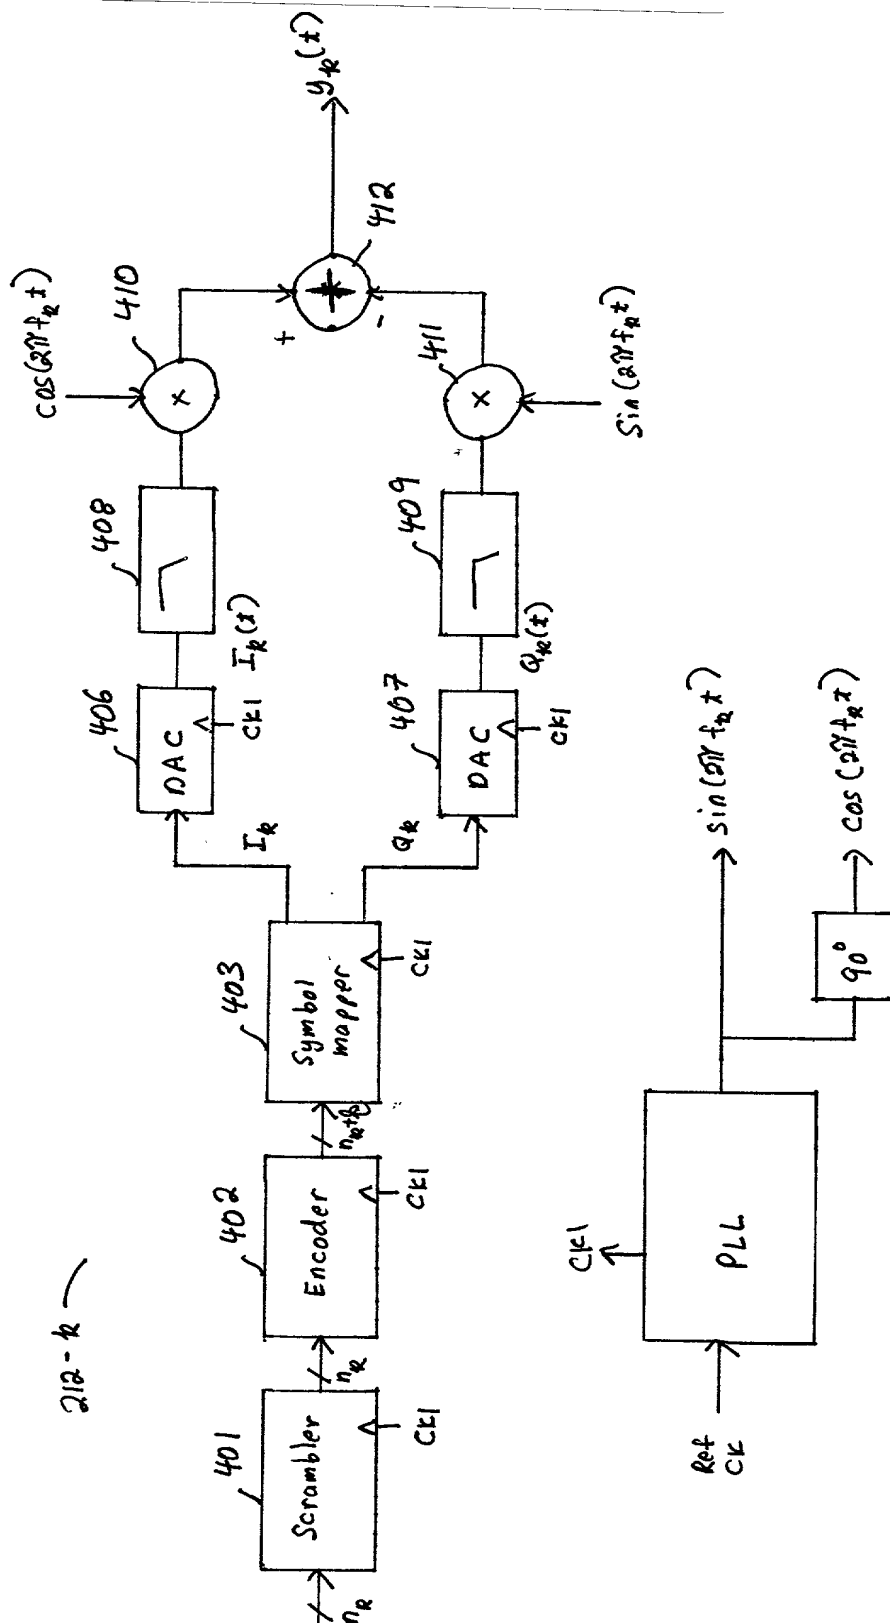 212-k
n_k
401
Scrambler
CK1
n_k
402
Encoder
CK1
403
Symbol
mapper
CK1
I_k
406
DAC
CK1
I_k(t)
408
cos(2πf_k t)
410
×
Q_k
407
DAC
CK1
Q_k(t)
409
411
×
sin(2πf_k t)
+
-
+
412
y_k(t)
Ref
CK
CK1
PLL
sin(2πf_k t)
90°
cos(2πf_k t)